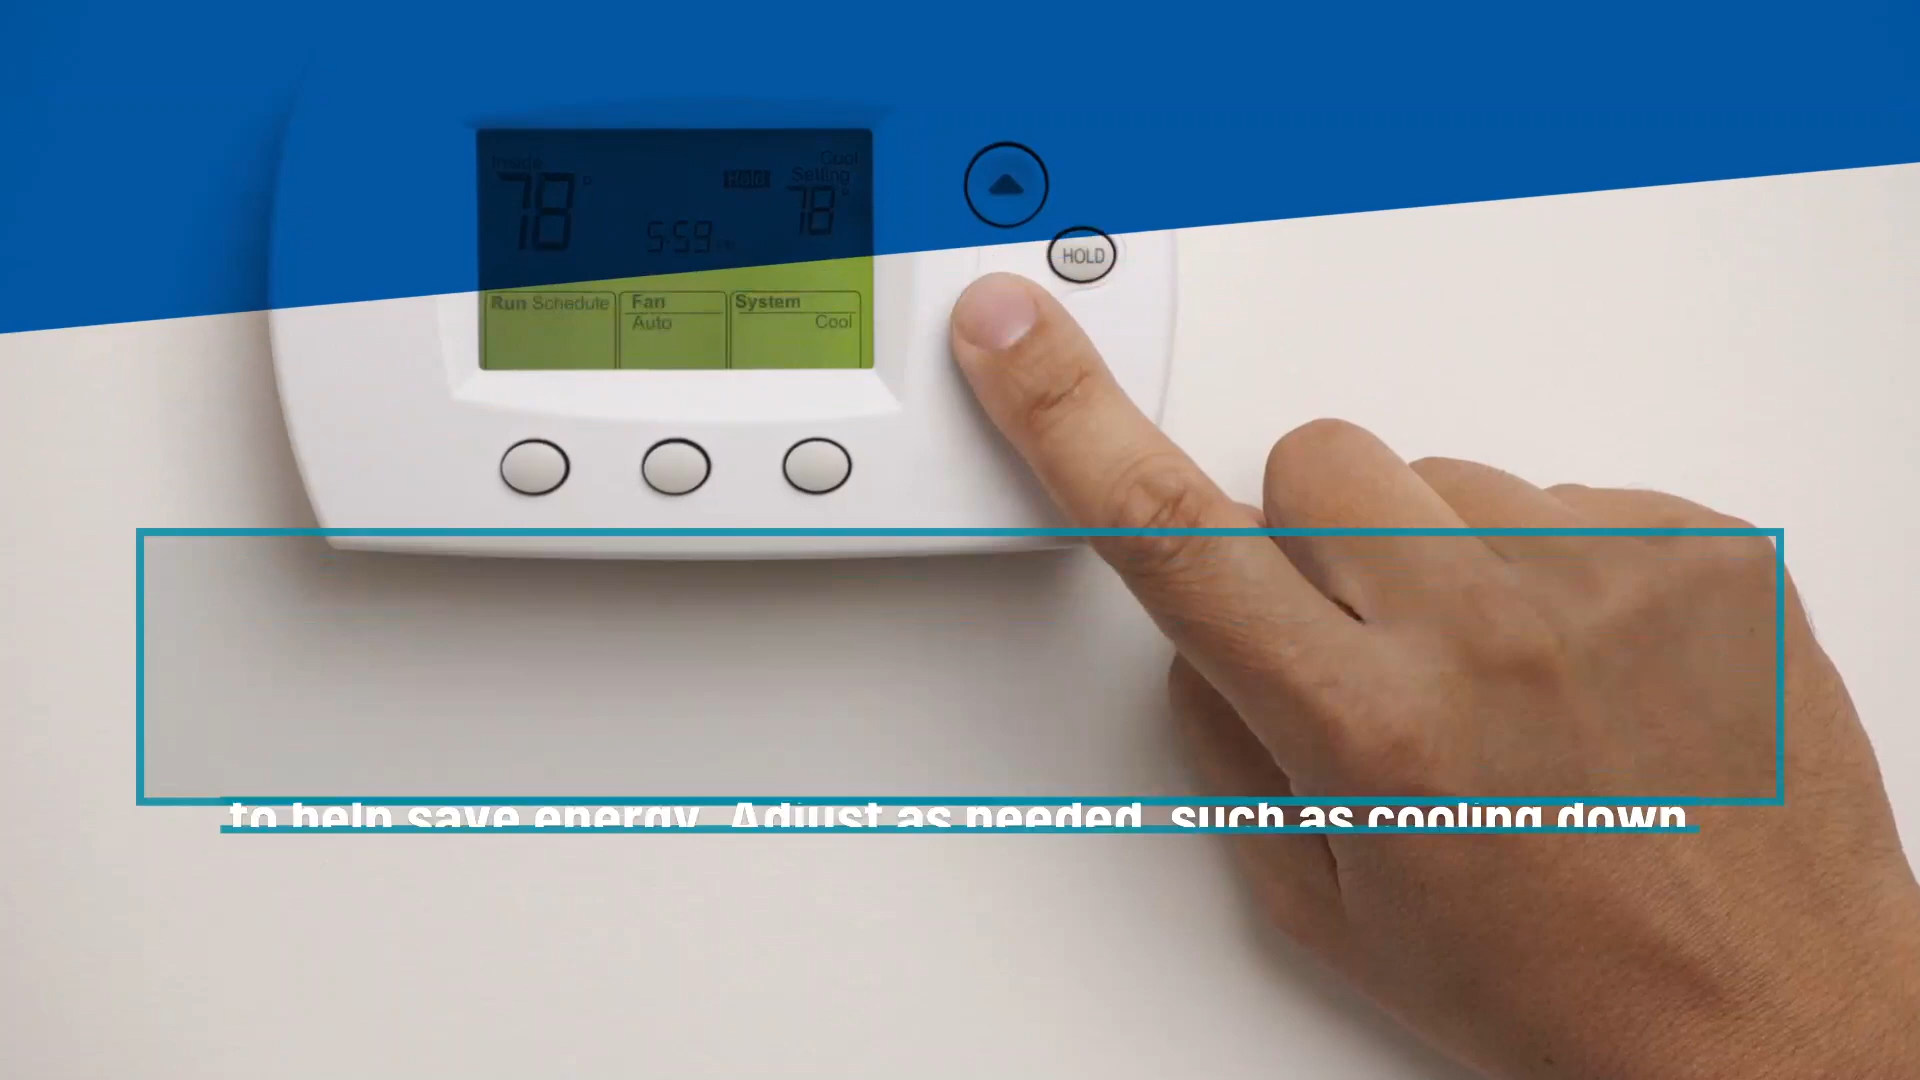 Inside
Cool
Setting
78°
Hold
78°
5:59
HOLD
Run Schedule
Fan
System
Auto
Cool
to help save energy. Adjust as needed, such as cooling down